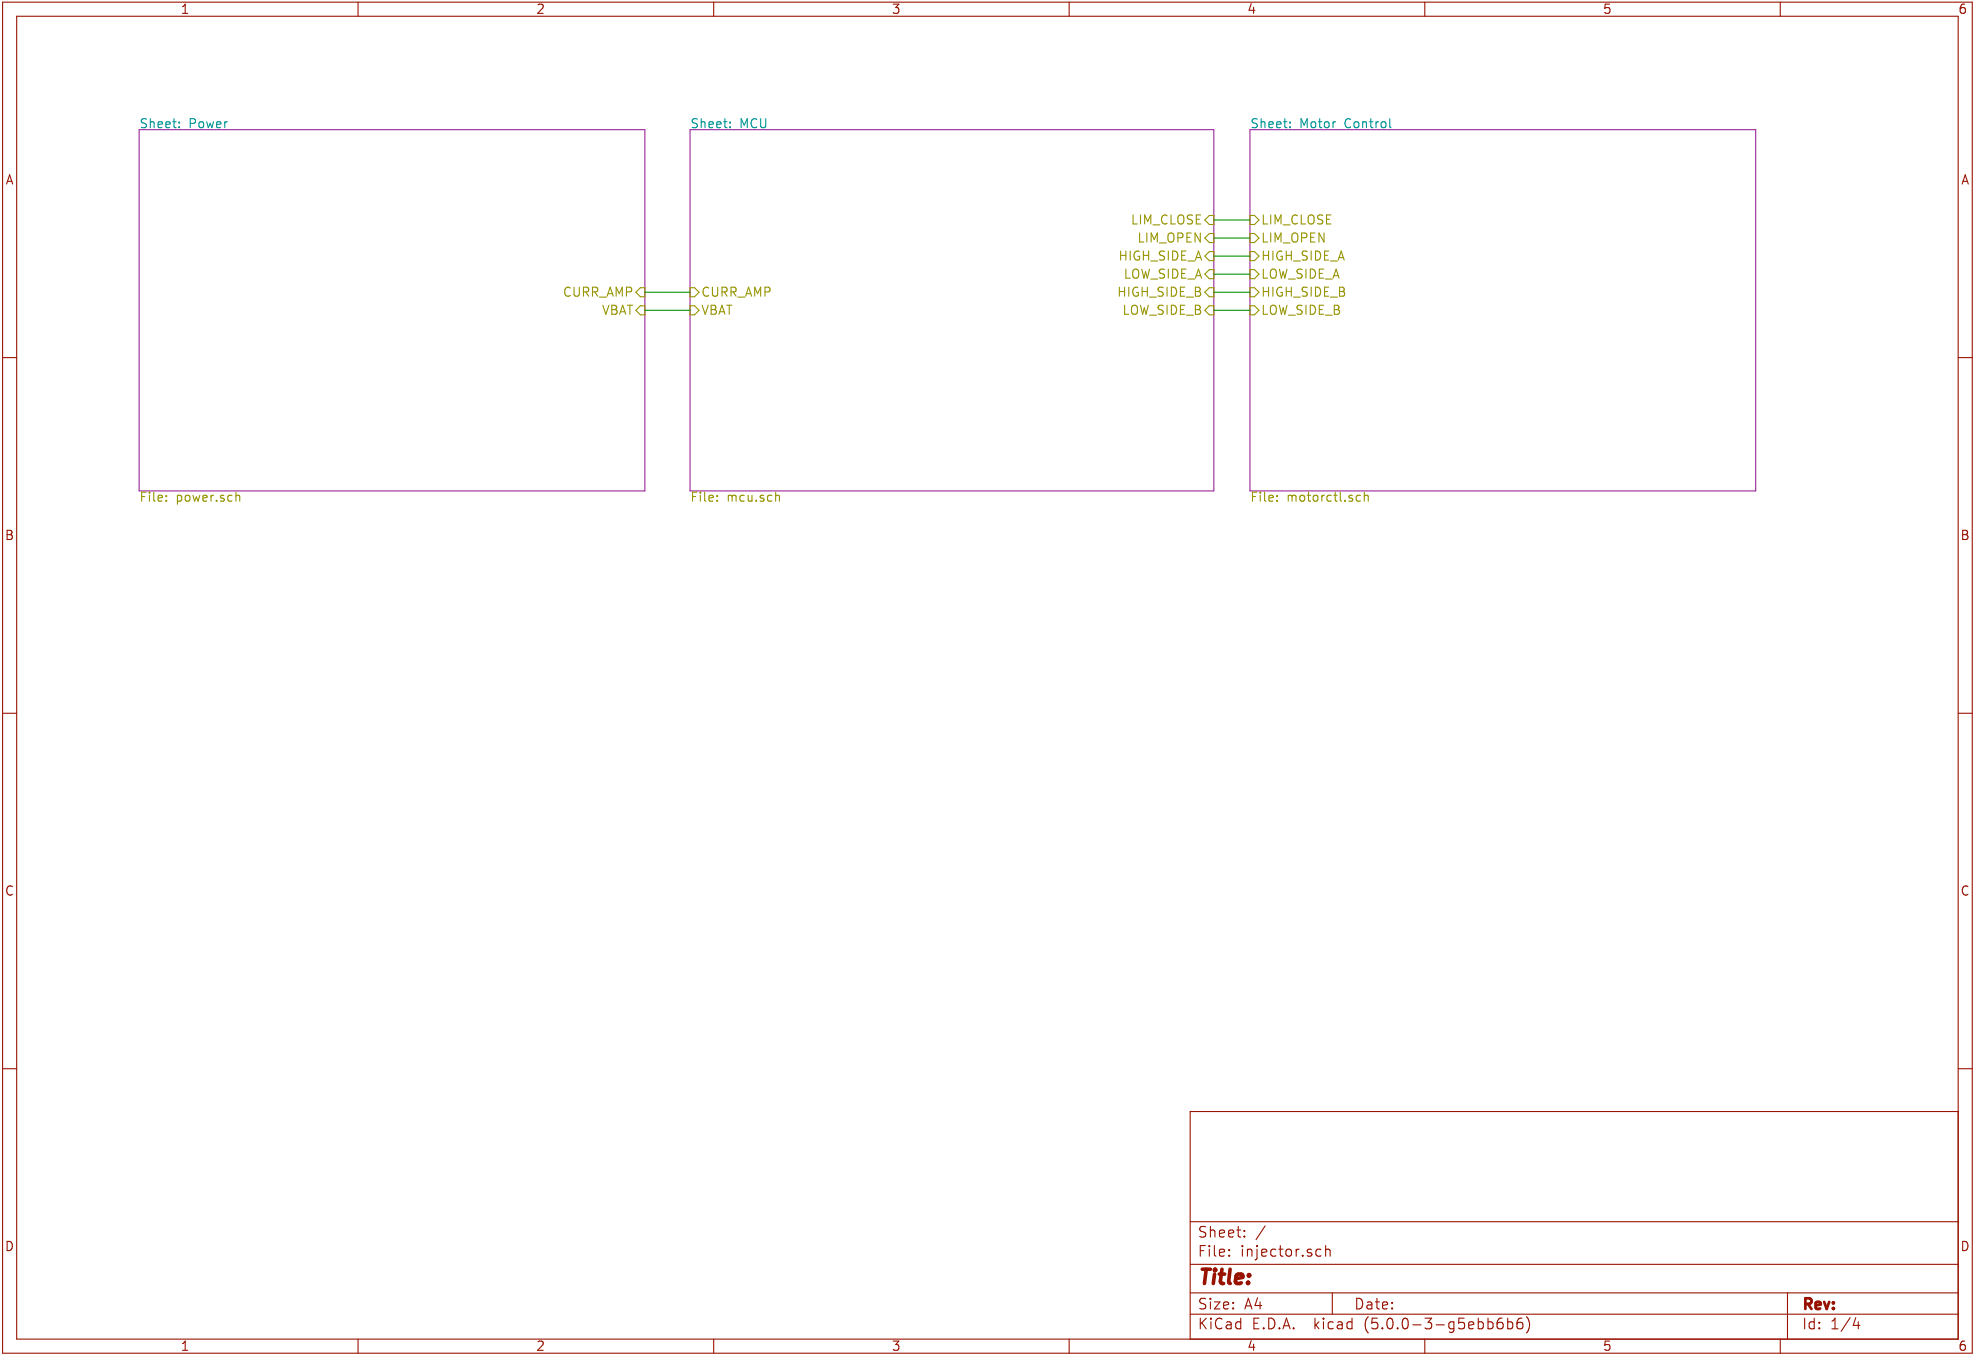 1 2 3 4 5 6
Sheet: Power
Sheet: MCU
Sheet: Motor Control
A A
LIM_CLOSE LIM_CLOSE
LIM_OPEN LIM_OPEN
HIGH_SIDE_A HIGH_SIDE_A
LOW_SIDE_A LOW_SIDE_A
CURR_AMP CURR_AMP HIGH_SIDE_B HIGH_SIDE_B
VBAT VBAT LOW_SIDE_B LOW_SIDE_B
File: power.sch
File: mcu.sch
File: motorctl.sch
B B
C C
Sheet: /
D D
File: injector.sch
Title:
Size: A4 Date: Rev:
KiCad E.D.A. kicad (5.0.0-3-g5ebb6b6) Id: 1/4
1 2 3 4 5 6